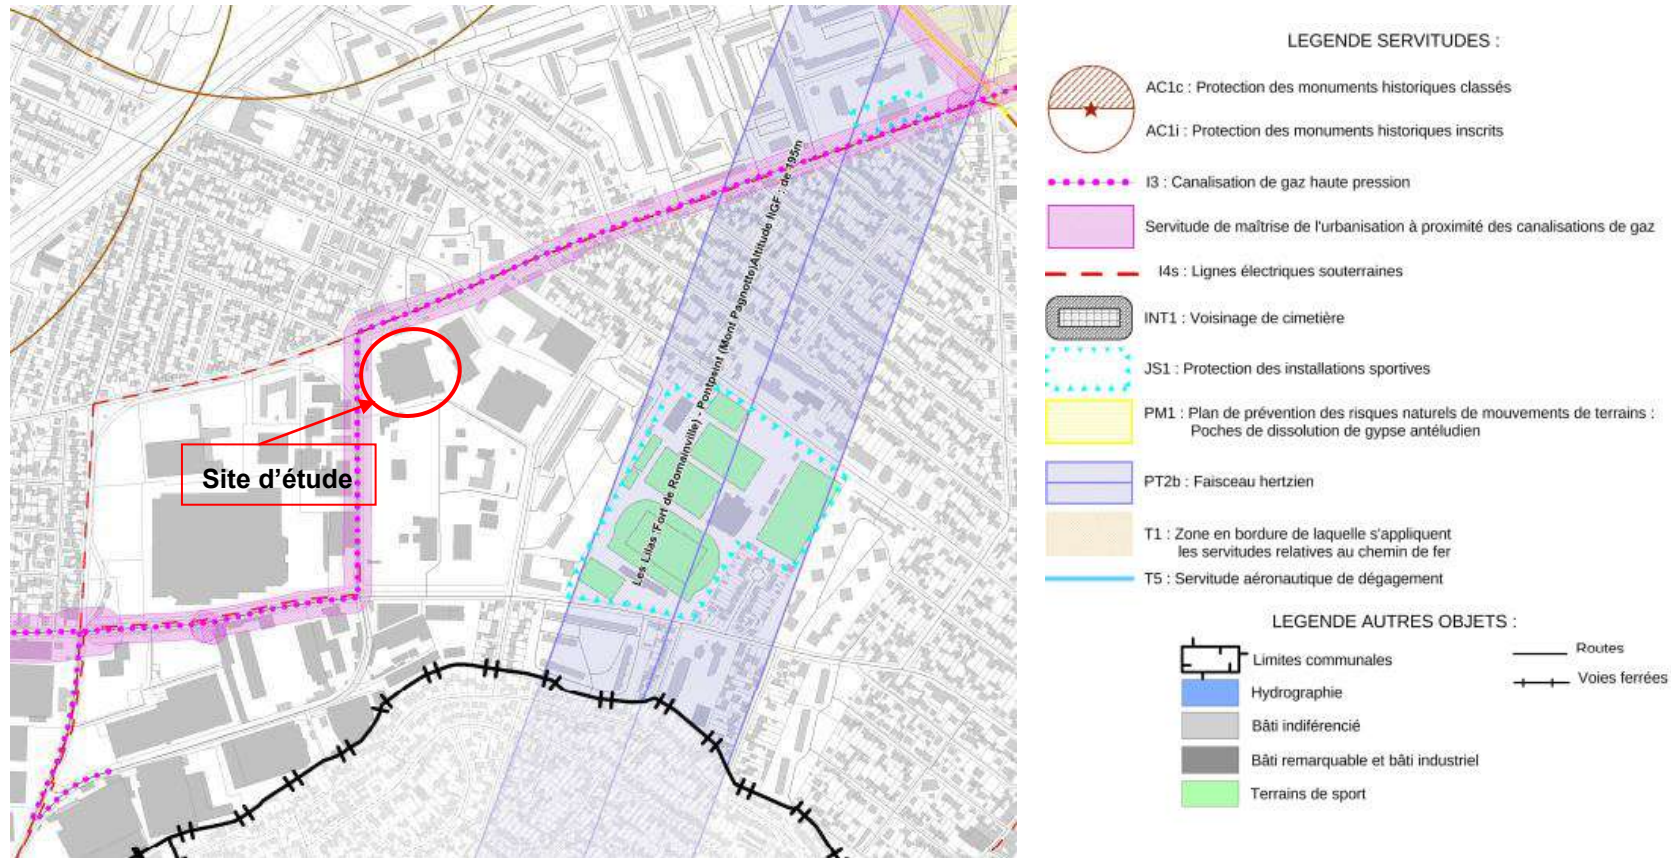 Les Lilas 'Fort de Romainville) - Pontpoint (Mont Pagnotte)Altitude NGF : de 195m
Site d'étude
LEGENDE SERVITUDES :
AC1c : Protection des monuments historiques classés
AC1i : Protection des monuments historiques inscrits
I3 : Canalisation de gaz haute pression
Servitude de maîtrise de l'urbanisation à proximité des canalisations de gaz
I4s : Lignes électriques souterraines
INT1 : Voisinage de cimetière
JS1 : Protection des installations sportives
PM1 : Plan de prévention des risques naturels de mouvements de terrains :
Poches de dissolution de gypse antéludien
PT2b : Faisceau hertzien
T1 : Zone en bordure de laquelle s'appliquent
les servitudes relatives au chemin de fer
T5 : Servitude aéronautique de dégagement
LEGENDE AUTRES OBJETS :
Limites communales
Routes
Hydrographie
Voies ferrées
Bâti indiférencié
Bâti remarquable et bâti industriel
Terrains de sport